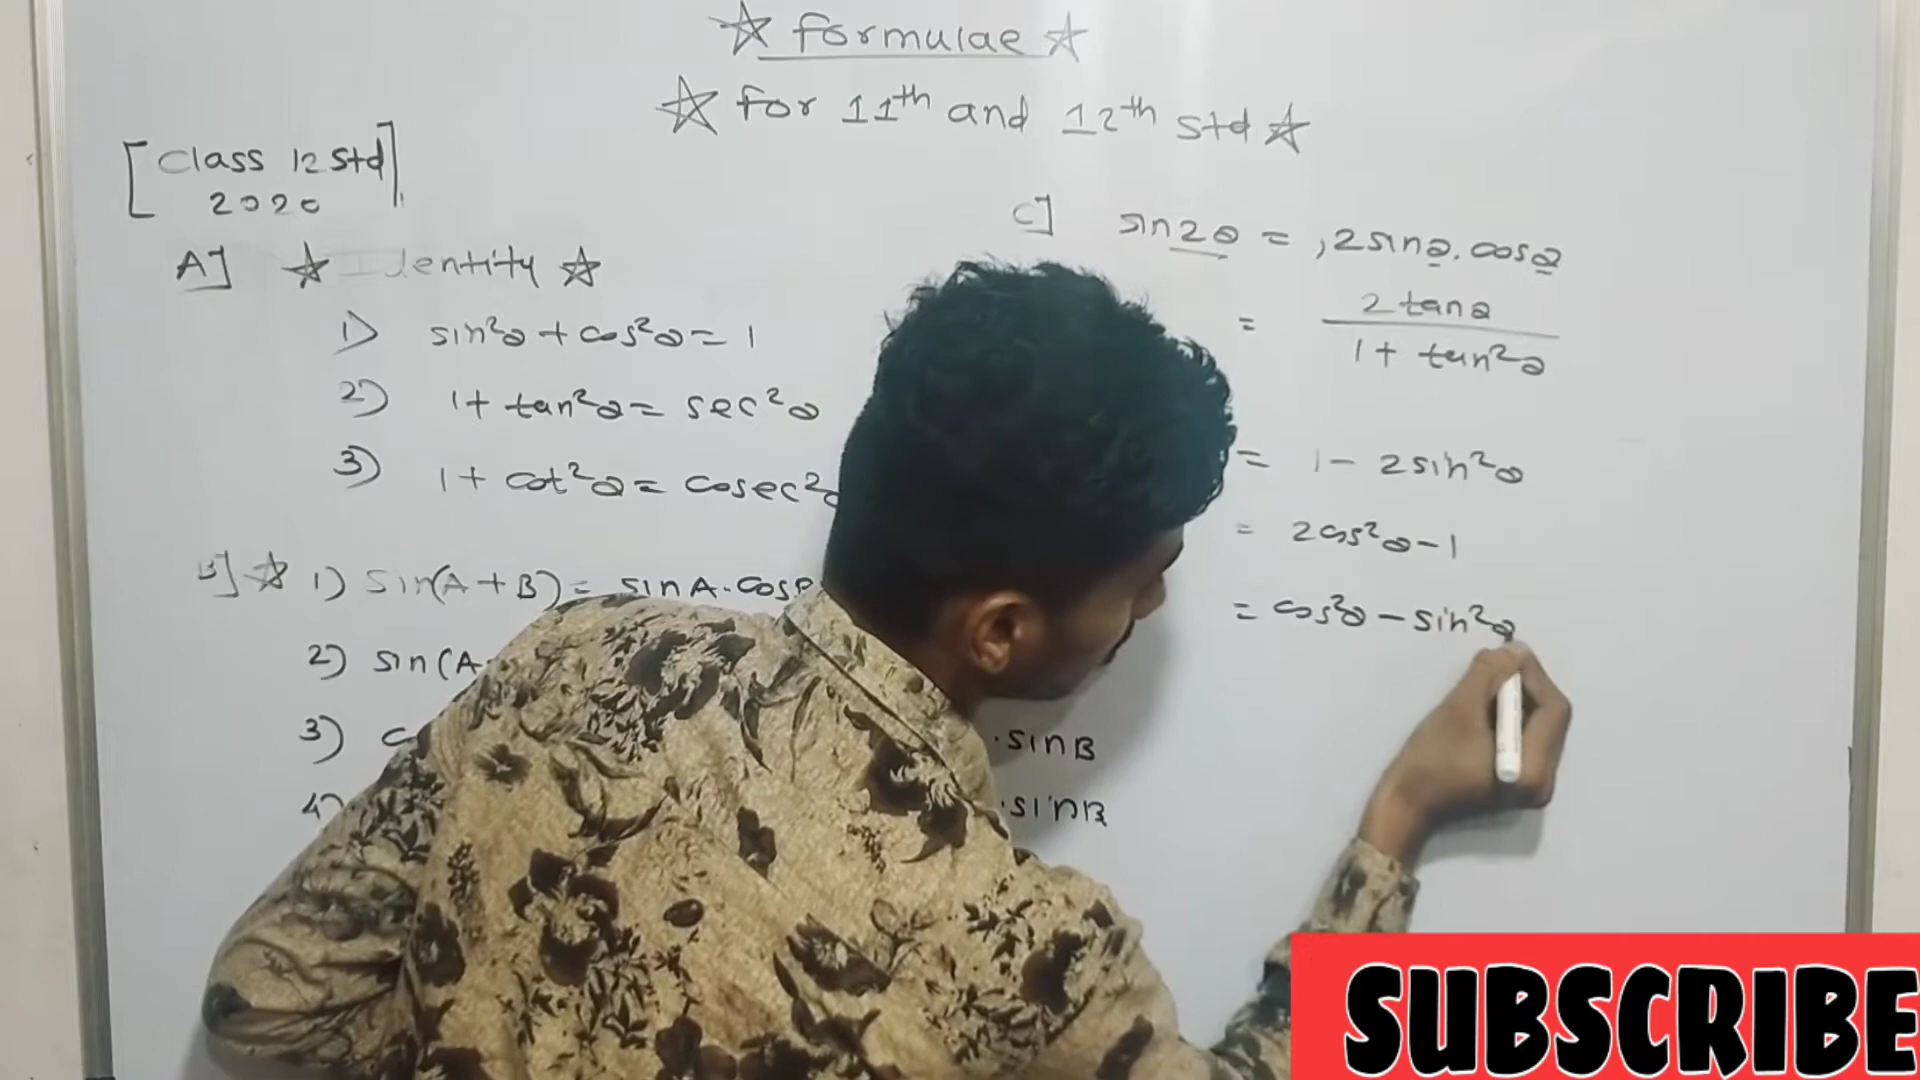 ☆ Formulae ☆
☆ For 11th and 12th std ☆
[Class 12 std]
2020
A] ☆ Identity ☆
1) sin²θ + cos²θ = 1
2) 1 + tan²θ = sec²θ
3) 1 + cot²θ = cosec²θ
B] ☆ 1) sin(A + B) = sinA.cosB
2) sin(A
3) c
.sinB
4)
.sinB
C] sin2θ = 2sinθ.cosθ
= 2tanθ
1 + tan²θ
= 1 - 2sin²θ
= 2cos²θ - 1
= cos²θ - sin²θ
SUBSCRIBE